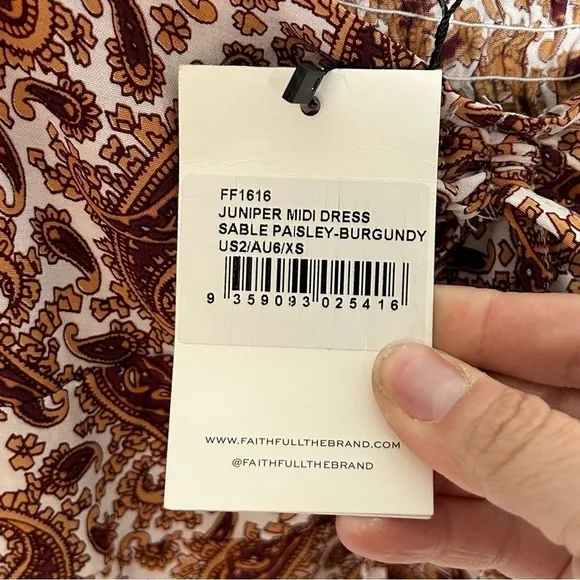 FF1616
JUNIPER MIDI DRESS
SABLE PAISLEY-BURGUNDY
US2/AU6/XS
9 359093 025416
WWW.FAITHFULLTHEBRAND.COM
@FAITHFULLTHEBRAND